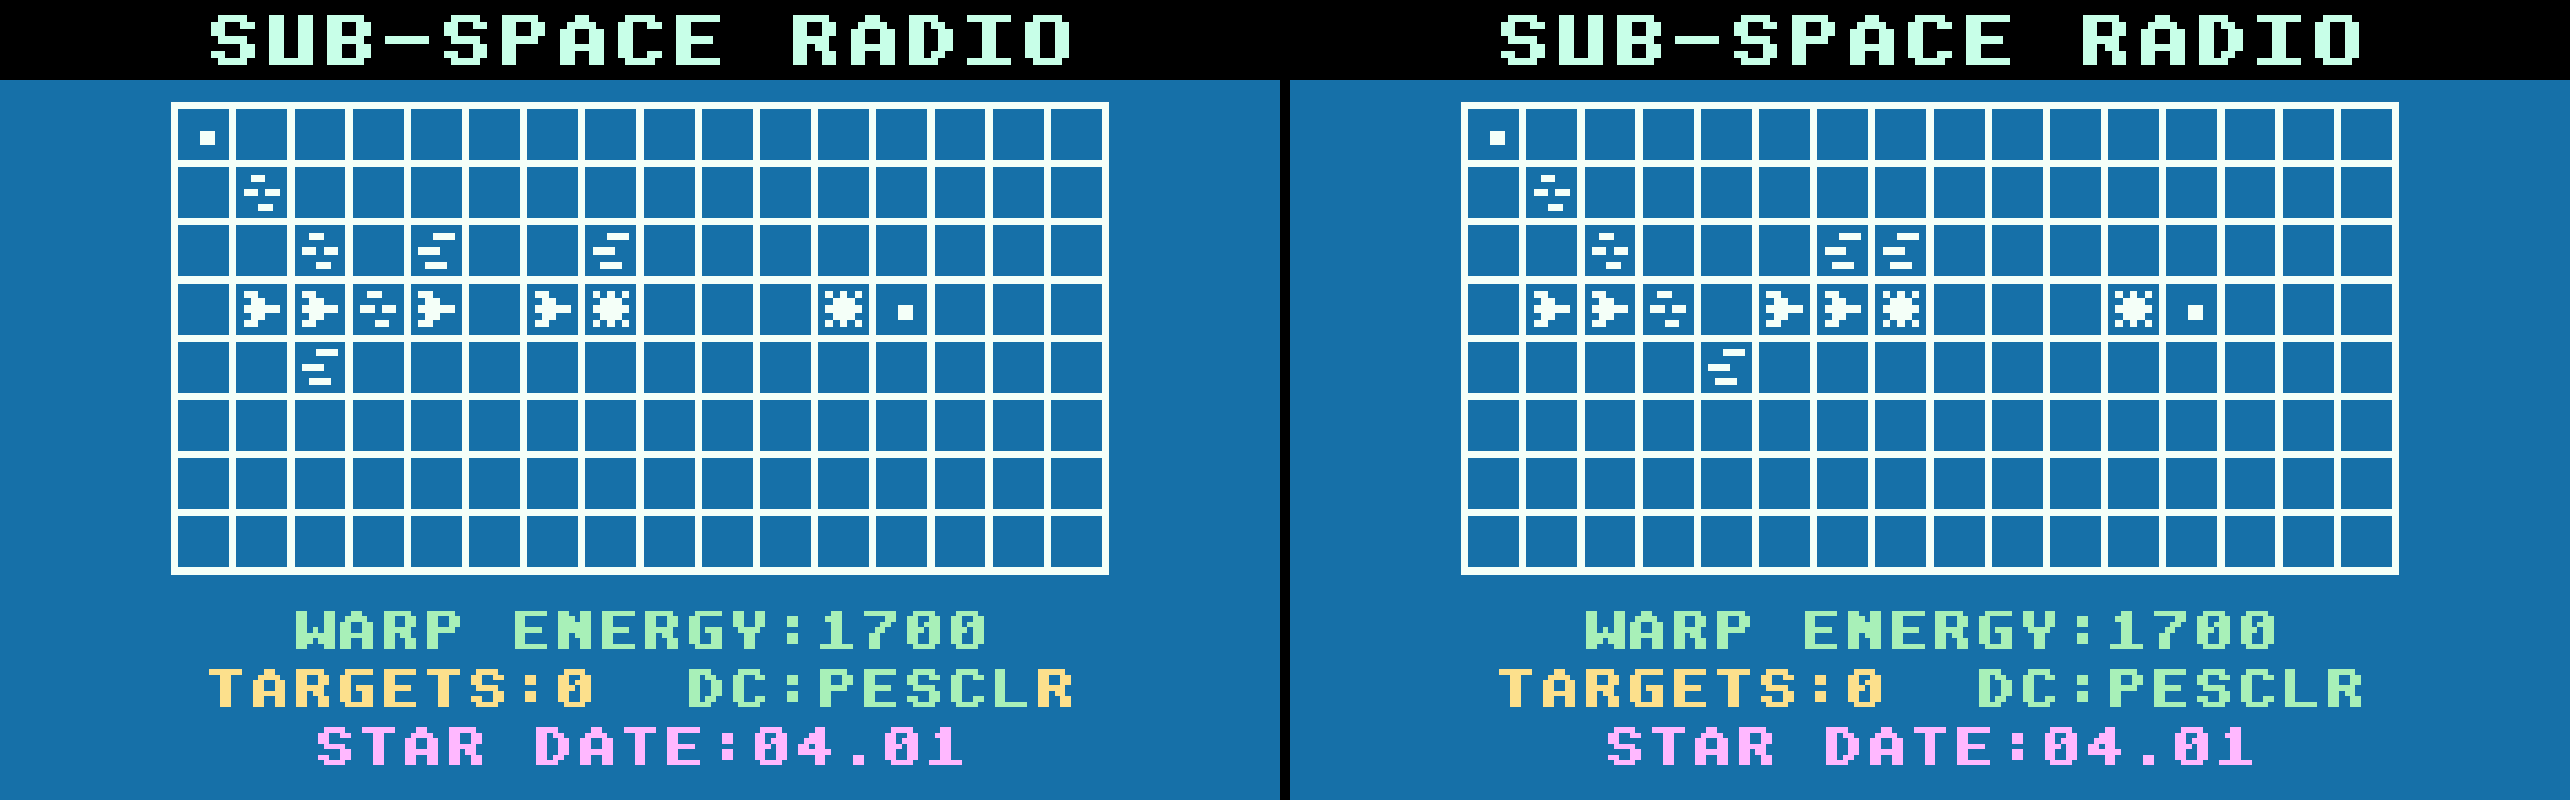 SUB-SPACE RADIO
WARP ENERGY:1700
TARGETS:0 DC:PESCLR
STAR DATE:04.01
SUB-SPACE RADIO
WARP ENERGY:1700
TARGETS:0 DC:PESCLR
STAR DATE:04.01